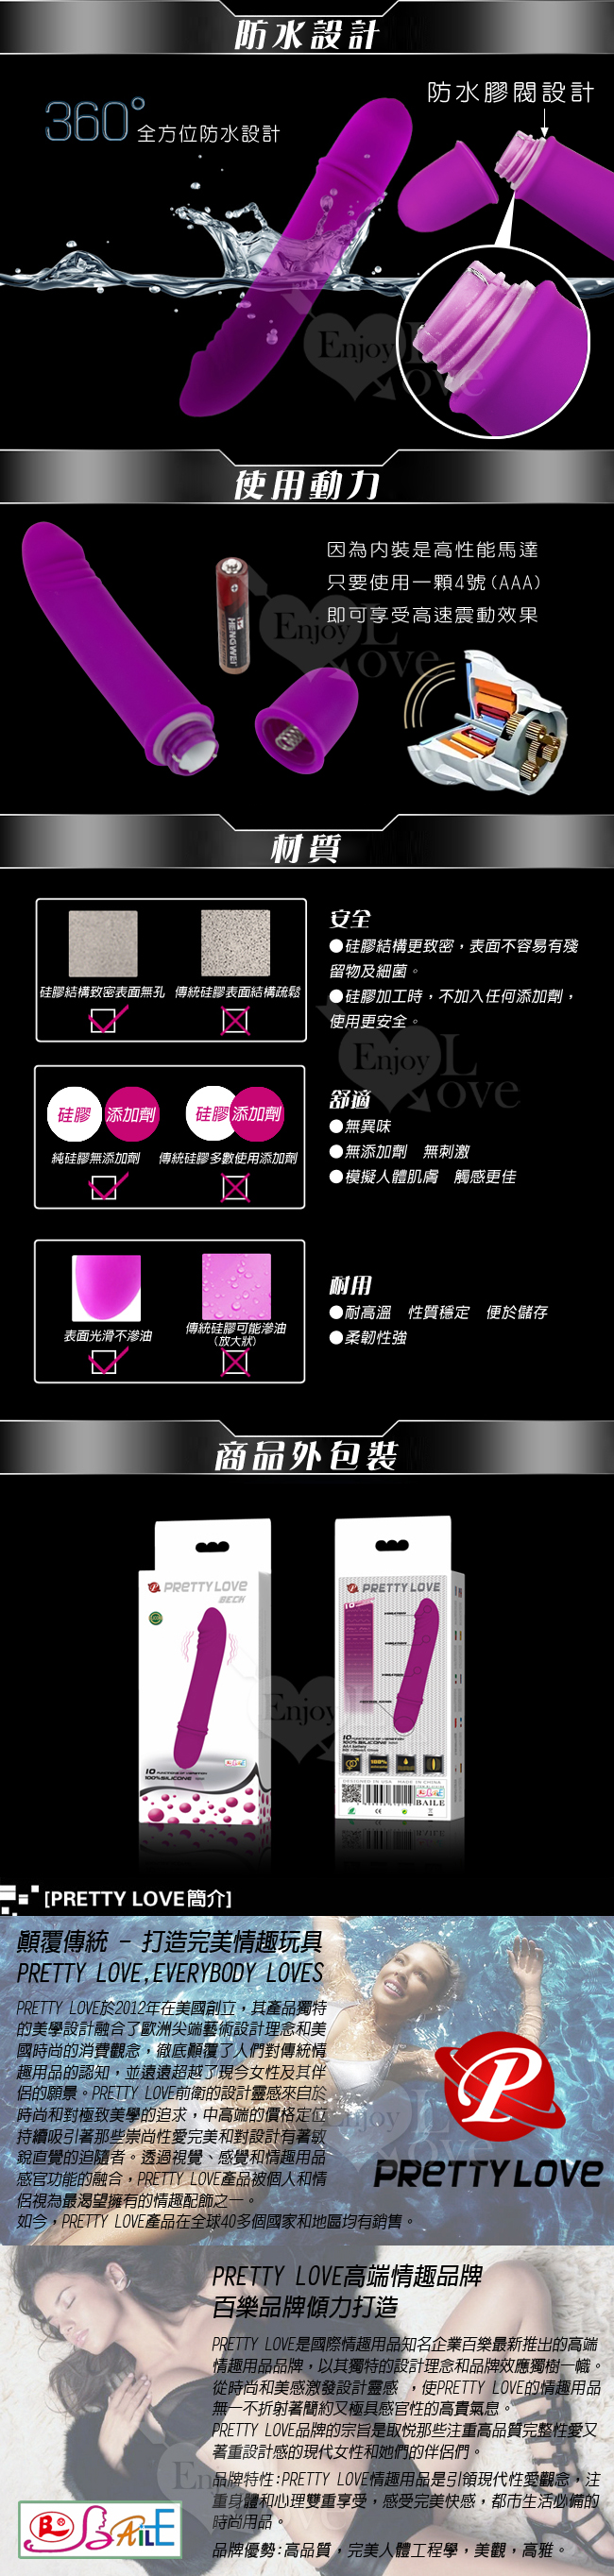 防水設計
防水膠閥設計
360°全方位防水設計
Enjoy Love
使用動力
因為內裝是高性能馬達
只要使用一顆4號(AAA)
即可享受高速震動效果
HENGWEI
Enjoy Love
材質
安全
●硅膠結構更致密，表面不容易有殘
留物及細菌。
●硅膠加工時，不加入任何添加劑，
使用更安全。
硅膠結構致密表面無孔 傳統硅膠表面結構疏鬆
Enjoy Love
舒適
●無異味
●無添加劑 無刺激
●模擬人體肌膚 觸感更佳
硅膠 添加劑 硅膠 添加劑
純硅膠無添加劑 傳統硅膠多數使用添加劑
耐用
●耐高溫 性質穩定 便於儲存
●柔韌性強
表面光滑不滲油 傳統硅膠可能滲油
(放大狀)
商品外包裝
PRETTY LOVE
BECK
10 FUNCTIONS OF VIBRATION
100% SILICONE
PRETTY LOVE
10 FUNCTIONS OF VIBRATION
100% SILICONE
100%
DESIGNED IN USA MADE IN CHINA
BAILE
Enjoy
[PRETTY LOVE簡介]
顛覆傳統 - 打造完美情趣玩具
PRETTY LOVE,EVERYBODY LOVES
PRETTY LOVE於2012年在美國創立，其產品獨特
的美學設計融合了歐洲尖端藝術設計理念和美
國時尚的消費觀念，徹底顛覆了人們對傳統情
趣用品的認知，並遠遠超越了現今女性及其伴
侶的願景。PRETTY LOVE前衛的設計靈感來自於
時尚和對極致美學的追求，中高端的價格定位
持續吸引著那些崇尚性愛完美和對設計有著敏
銳直覺的追隨者。透過視覺、感覺和情趣用品
感官功能的融合，PRETTY LOVE產品被個人和情
侶視為最渴望擁有的情趣配飾之一。
如今，PRETTY LOVE產品在全球40多個國家和地區均有銷售。
PRETTY LOVE
PRETTY LOVE高端情趣品牌
百樂品牌傾力打造
PRETTY LOVE是國際情趣用品知名企業百樂最新推出的高端
情趣用品品牌，以其獨特的設計理念和品牌效應獨樹一幟。
從時尚和美感激發設計靈感 ，使PRETTY LOVE的情趣用品
無一不折射著簡約又極具感官性的高貴氣息。
PRETTY LOVE品牌的宗旨是取悅那些注重高品質完整性愛又
著重設計感的現代女性和她們的伴侶們。
品牌特性:PRETTY LOVE情趣用品是引領現代性愛觀念，注
重身體和心理雙重享受，感受完美快感，都市生活必備的
時尚用品。
品牌優勢:高品質，完美人體工程學，美觀，高雅。
BAILE